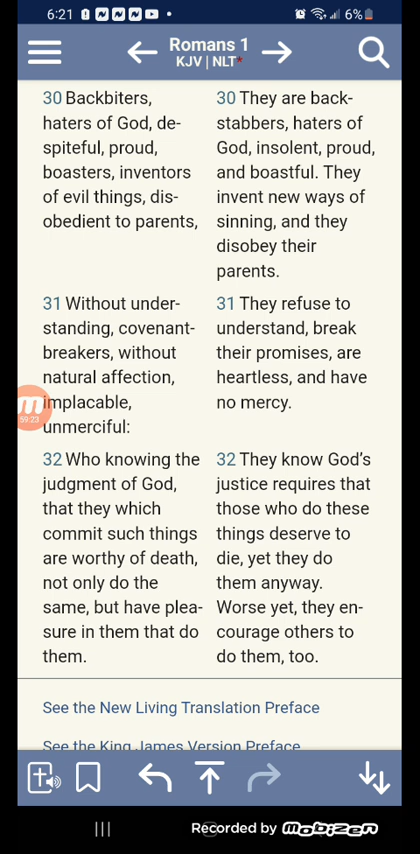 6:21 6%
Romans 1
KJV | NLT*
30 Backbiters,
haters of God, de-
spiteful, proud,
boasters, inventors
of evil things, dis-
obedient to parents,
30 They are back-
stabbers, haters of
God, insolent, proud,
and boastful. They
invent new ways of
sinning, and they
disobey their
parents.
31 Without under-
standing, covenant-
breakers, without
natural affection,
implacable,
unmerciful:
31 They refuse to
understand, break
their promises, are
heartless, and have
no mercy.
59:23
32 Who knowing the
judgment of God,
that they which
commit such things
are worthy of death,
not only do the
same, but have plea-
sure in them that do
them.
32 They know God’s
justice requires that
those who do these
things deserve to
die, yet they do
them anyway.
Worse yet, they en-
courage others to
do them, too.
See the New Living Translation Preface
See the King James Version Preface
Recorded by Mobizen